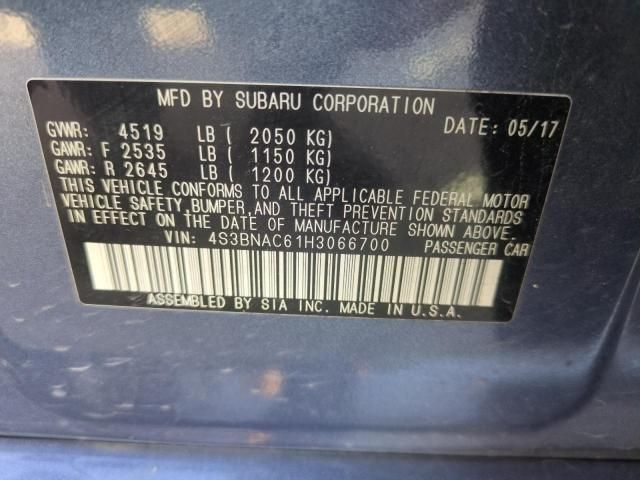 MFD BY SUBARU CORPORATION
GVWR: 4519 LB ( 2050 KG) DATE: 05/17
GAWR: F 2535 LB ( 1150 KG)
GAWR: R 2645 LB ( 1200 KG)
THIS VEHICLE CONFORMS TO ALL APPLICABLE FEDERAL MOTOR
VEHICLE SAFETY, BUMPER, AND THEFT PREVENTION STANDARDS
IN EFFECT ON THE DATE OF MANUFACTURE SHOWN ABOVE.
VIN: 4S3BNAC61H3066700 PASSENGER CAR
ASSEMBLED BY SIA INC. MADE IN U.S.A.